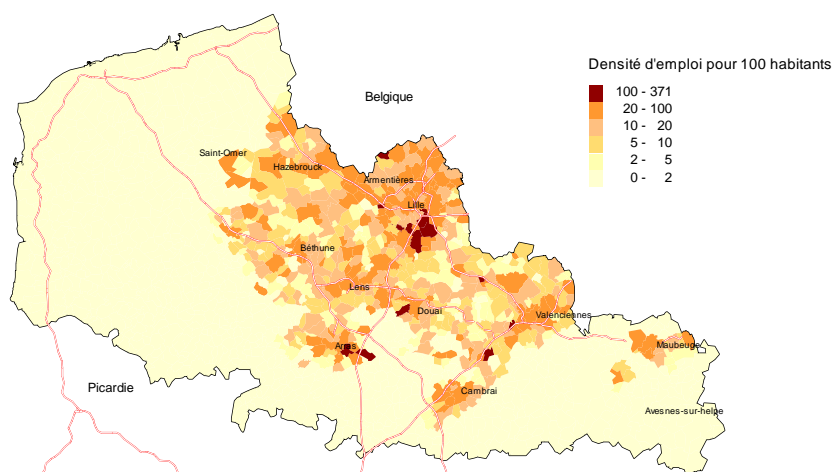 Densité d'emploi pour 100 habitants
100 - 371
20 - 100
10 - 20
5 - 10
2 - 5
0 - 2
Belgique
Saint-Omer
Hazebrouck
Armentières
Lille
Béthune
Lens
Douai
Valenciennes
Arras
Maubeuge
Picardie
Cambrai
Avesnes-sur-helpe